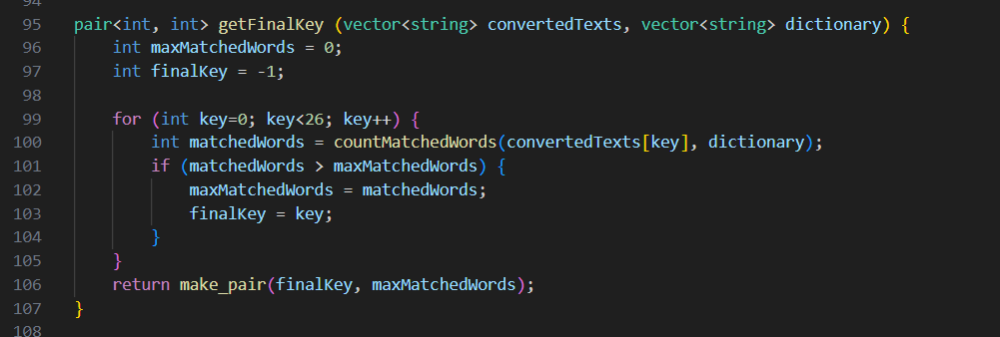 94
95 pair<int, int> getFinalKey (vector<string> convertedTexts, vector<string> dictionary) {
96     int maxMatchedWords = 0;
97     int finalKey = -1;
98
99     for (int key=0; key<26; key++) {
100         int matchedWords = countMatchedWords(convertedTexts[key], dictionary);
101         if (matchedWords > maxMatchedWords) {
102             maxMatchedWords = matchedWords;
103             finalKey = key;
104         }
105     }
106     return make_pair(finalKey, maxMatchedWords);
107 }
108